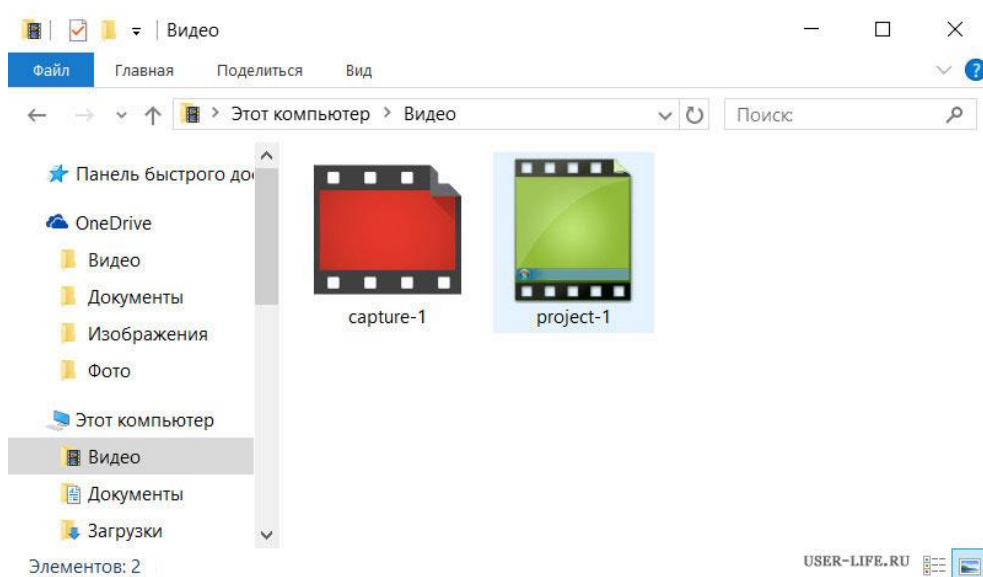 Видео
Файл Главная Поделиться Вид
Этот компьютер > Видео
Поиск:
Панель быстрого до
OneDrive
Видео
Документы
Изображения
Фото
Этот компьютер
Видео
Документы
Загрузки
capture-1
project-1
Элементов: 2
USER-LIFE.RU